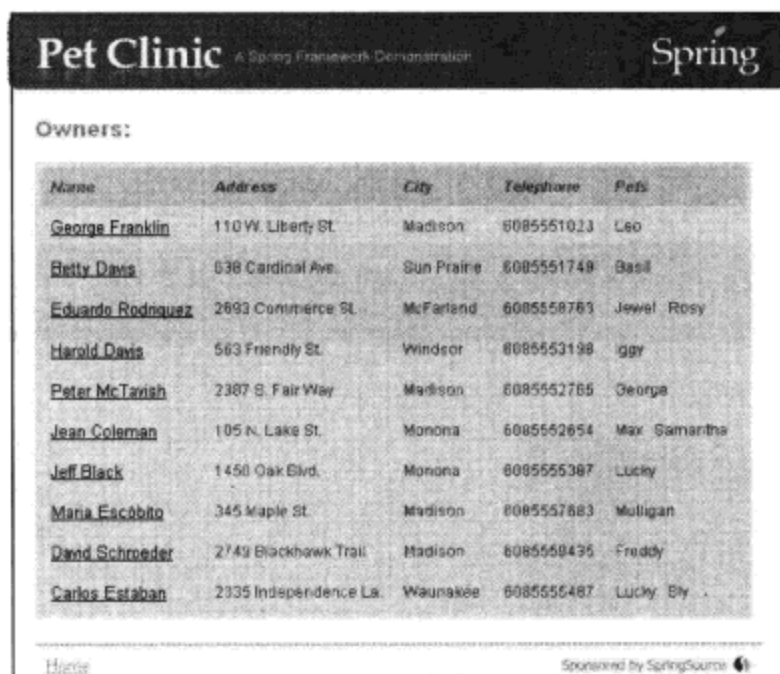 Pet Clinic A Spring Framework Demonstration Spring
Owners:
Name Address City Telephone Pets
George Franklin 110 W. Liberty St. Madison 6085551023 Leo
Betty Davis 638 Cardinal Ave. Sun Prairie 6085551749 Basil
Eduardo Rodriquez 2693 Commerce St. McFarland 6085558763 Jewel Rosy
Harold Davis 563 Friendly St. Windsor 6085553198 Iggy
Peter McTavish 2387 S. Fair Way Madison 6085552765 George
Jean Coleman 105 N. Lake St. Monona 6085552654 Max Samantha
Jeff Black 1450 Oak Blvd. Monona 6085555387 Lucky
Maria Escobito 345 Maple St. Madison 6085557683 Mulligan
David Schroeder 2749 Blackhawk Trail Madison 6085559435 Freddy
Carlos Estaban 2335 Independence La. Waunakee 6085555487 Lucky Sly
Home Sponsored by SpringSource